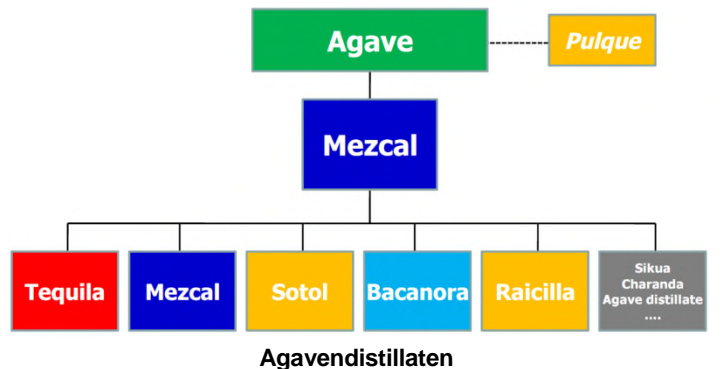 Agave
Pulque
Mezcal
Tequila
Mezcal
Sotol
Bacanora
Raicilla
Sikua
Charanda
Agave distillate
....
Agavendistillaten